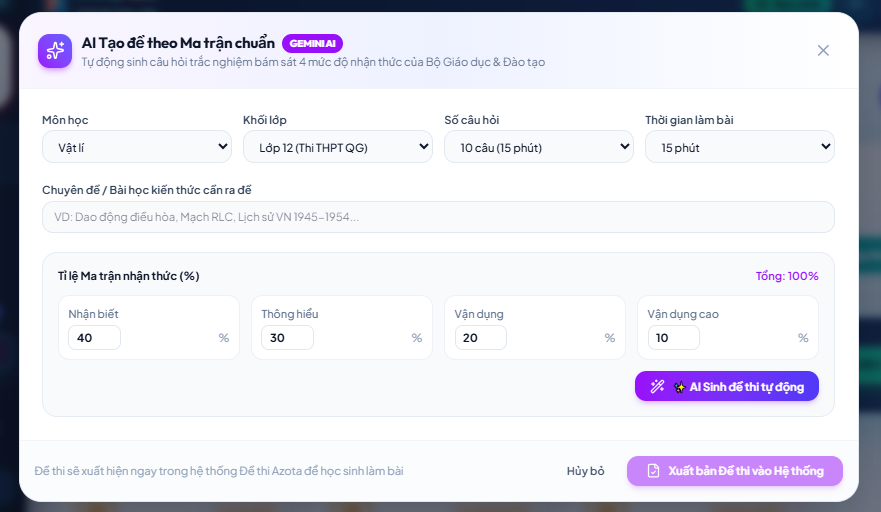 AI Tạo đề theo Ma trận chuẩn GEMINI AI
Tự động sinh câu hỏi trắc nghiệm bám sát 4 mức độ nhận thức của Bộ Giáo dục & Đào tạo
Môn học Khối lớp Số câu hỏi Thời gian làm bài
Vật lí Lớp 12 (Thi THPT QG) 10 câu (15 phút) 15 phút
Chuyên đề / Bài học kiến thức cần ra đề
VD: Dao động điều hòa, Mạch RLC, Lịch sử VN 1945–1954...
Tỉ lệ Ma trận nhận thức (%) Tổng: 100%
Nhận biết Thông hiểu Vận dụng Vận dụng cao
40 % 30 % 20 % 10 %
✨ AI Sinh đề thi tự động
Đề thi sẽ xuất hiện ngay trong hệ thống Đề thi Azota để học sinh làm bài Hủy bỏ Xuất bản Đề thi vào Hệ thống